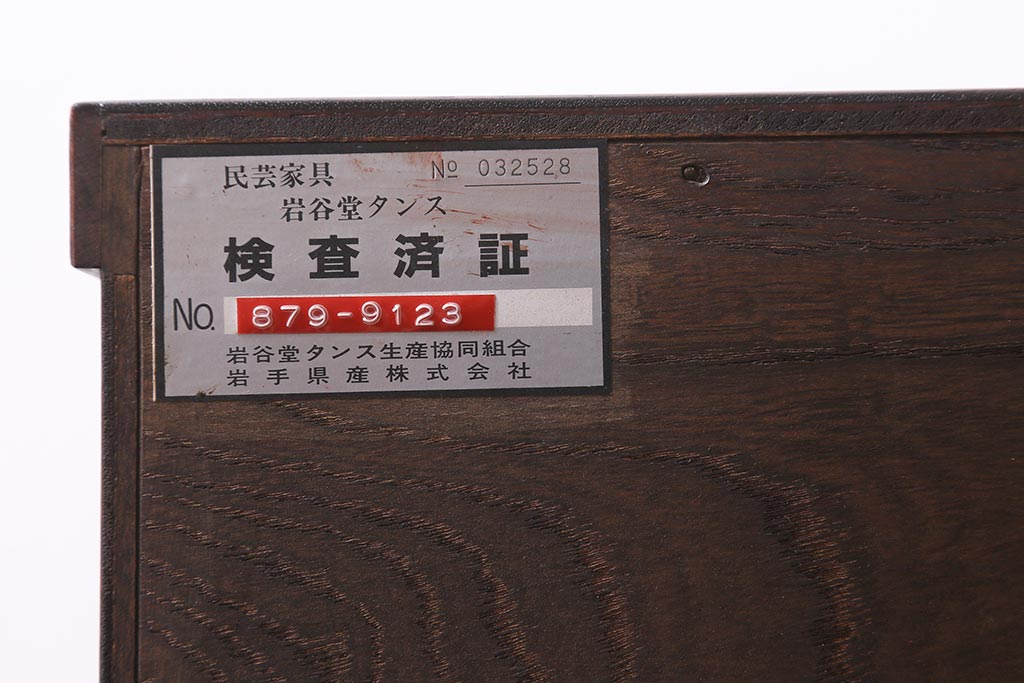 民芸家具 No 032528
岩谷堂タンス
検査済証
No. 879-9123
岩谷堂タンス生産協同組合
岩手県産株式会社